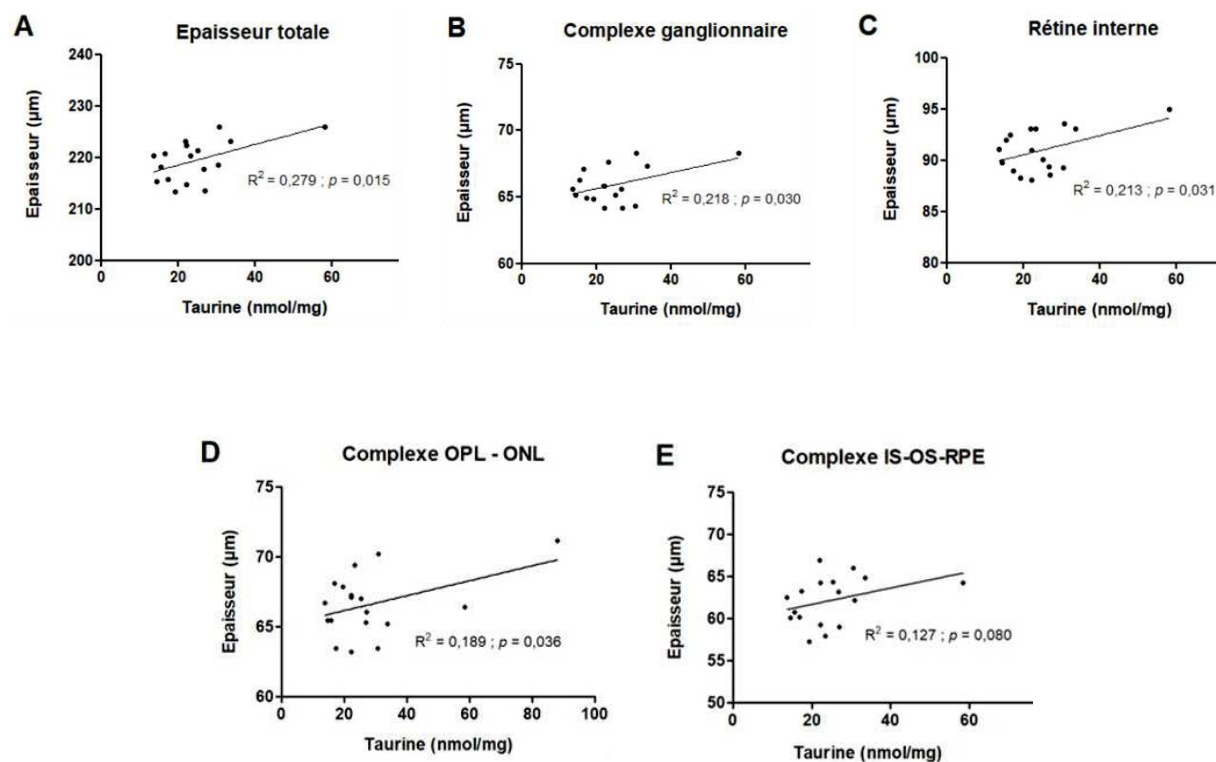 A
Epaisseur totale
Epaisseur (µm)
240
230
220
210
200
0
20
40
60
R² = 0,279 ; p = 0,015
Taurine (nmol/mg)
B
Complexe ganglionnaire
Epaisseur (µm)
75
70
65
60
0
20
40
60
R² = 0,218 ; p = 0,030
Taurine (nmol/mg)
C
Rétine interne
Epaisseur (µm)
100
95
90
85
80
0
20
40
60
R² = 0,213 ; p = 0,031
Taurine (nmol/mg)
D
Complexe OPL - ONL
Epaisseur (µm)
75
70
65
60
0
20
40
60
80
100
R² = 0,189 ; p = 0,036
Taurine (nmol/mg)
E
Complexe IS-OS-RPE
Epaisseur (µm)
75
70
65
60
55
50
0
20
40
60
R² = 0,127 ; p = 0,080
Taurine (nmol/mg)